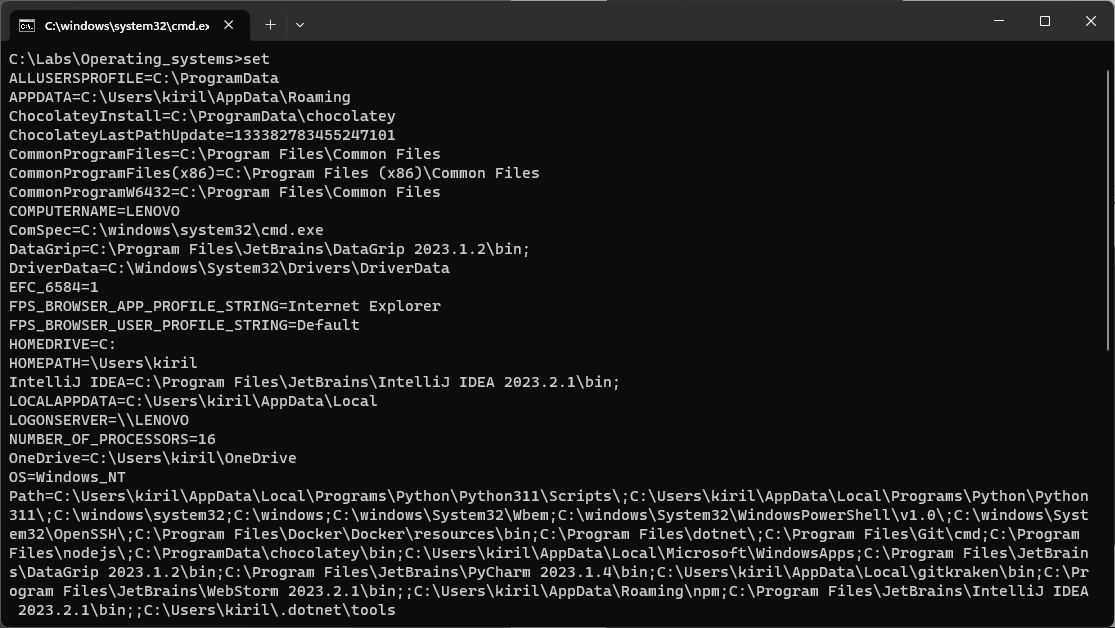 C:\windows\system32\cmd.ex
C:\Labs\Operating_systems>set
ALLUSERSPROFILE=C:\ProgramData
APPDATA=C:\Users\kiril\AppData\Roaming
ChocolateyInstall=C:\ProgramData\chocolatey
ChocolateyLastPathUpdate=133382783455247101
CommonProgramFiles=C:\Program Files\Common Files
CommonProgramFiles(x86)=C:\Program Files (x86)\Common Files
CommonProgramW6432=C:\Program Files\Common Files
COMPUTERNAME=LENOVO
ComSpec=C:\windows\system32\cmd.exe
DataGrip=C:\Program Files\JetBrains\DataGrip 2023.1.2\bin;
DriverData=C:\Windows\System32\Drivers\DriverData
EFC_6584=1
FPS_BROWSER_APP_PROFILE_STRING=Internet Explorer
FPS_BROWSER_USER_PROFILE_STRING=Default
HOMEDRIVE=C:
HOMEPATH=\Users\kiril
IntelliJ IDEA=C:\Program Files\JetBrains\IntelliJ IDEA 2023.2.1\bin;
LOCALAPPDATA=C:\Users\kiril\AppData\Local
LOGONSERVER=\\LENOVO
NUMBER_OF_PROCESSORS=16
OneDrive=C:\Users\kiril\OneDrive
OS=Windows_NT
Path=C:\Users\kiril\AppData\Local\Programs\Python\Python311\Scripts\;C:\Users\kiril\AppData\Local\Programs\Python\Python
311\;C:\windows\system32;C:\windows;C:\windows\System32\Wbem;C:\windows\System32\WindowsPowerShell\v1.0\;C:\windows\Syst
em32\OpenSSH\;C:\Program Files\Docker\Docker\resources\bin;C:\Program Files\dotnet\;C:\Program Files\Git\cmd;C:\Program
Files\nodejs\;C:\ProgramData\chocolatey\bin;C:\Users\kiril\AppData\Local\Microsoft\WindowsApps;C:\Program Files\JetBrain
s\DataGrip 2023.1.2\bin;C:\Program Files\JetBrains\PyCharm 2023.1.4\bin;C:\Users\kiril\AppData\Local\gitkraken\bin;C:\Pr
ogram Files\JetBrains\WebStorm 2023.2.1\bin;;C:\Users\kiril\AppData\Roaming\npm;C:\Program Files\JetBrains\IntelliJ IDEA
2023.2.1\bin;;C:\Users\kiril\.dotnet\tools